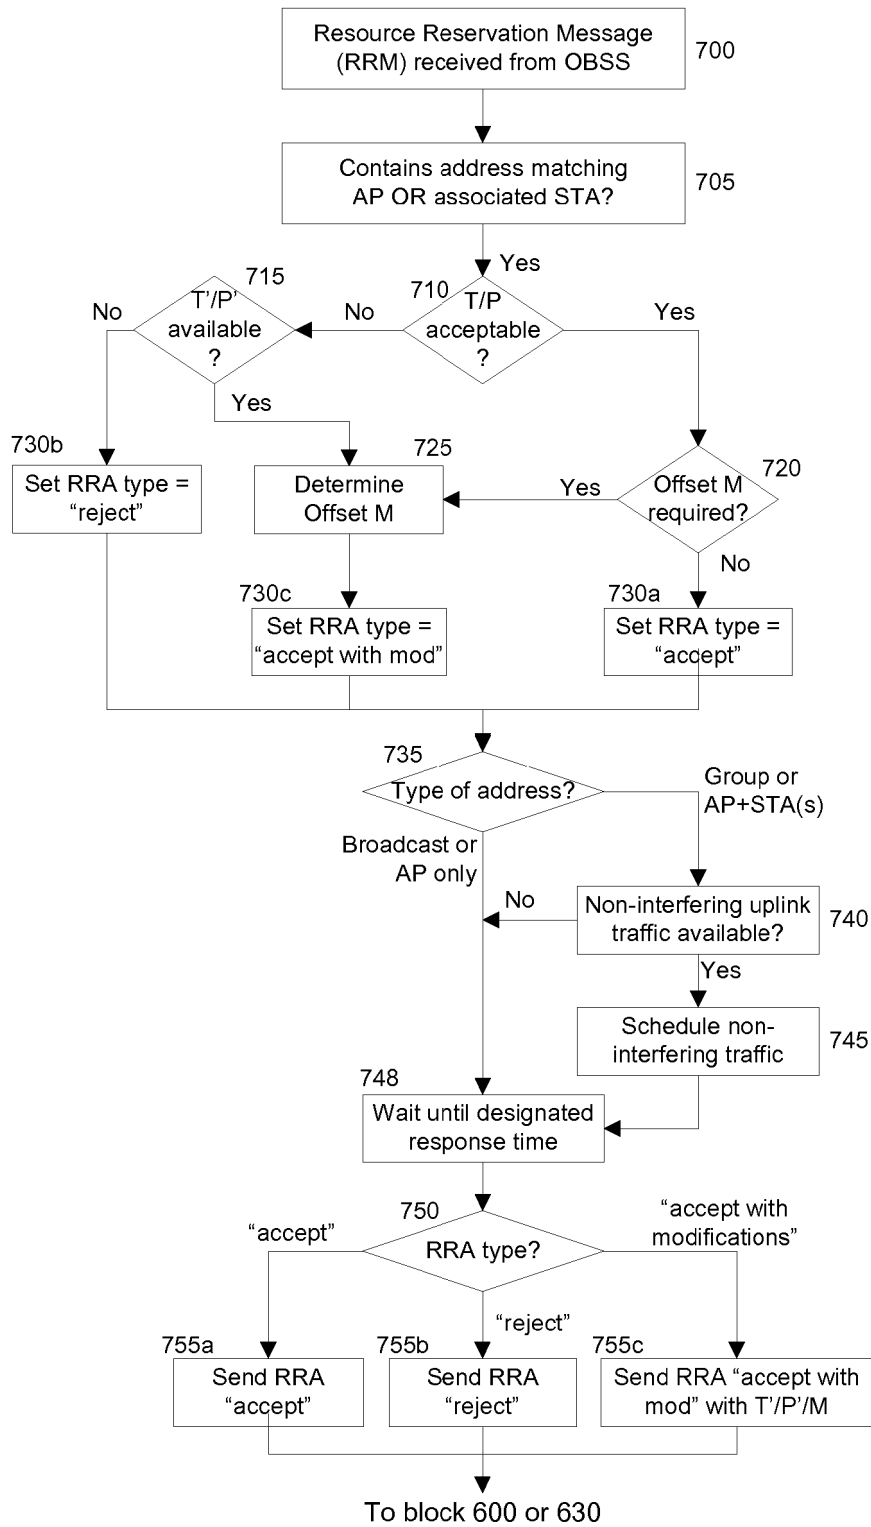 Resource Reservation Message
(RRM) received from OBSS
700
Contains address matching
AP OR associated STA?
705
Yes
715
T’/P’
available
?
No
710
T/P
acceptable
?
No
Yes
Yes
730b
Set RRA type =
“reject”
725
Determine
Offset M
Yes
720
Offset M
required?
No
730c
Set RRA type =
“accept with mod”
730a
Set RRA type =
“accept”
735
Type of address?
Group or
AP+STA(s)
Broadcast or
AP only
No
Non-interfering uplink
traffic available?
740
Yes
Schedule non-
interfering traffic
745
748
Wait until designated
response time
750
RRA type?
“accept”
“accept with
modifications”
“reject”
755a
Send RRA
“accept”
755b
Send RRA
“reject”
755c
Send RRA “accept with
mod” with T’/P’/M
To block 600 or 630